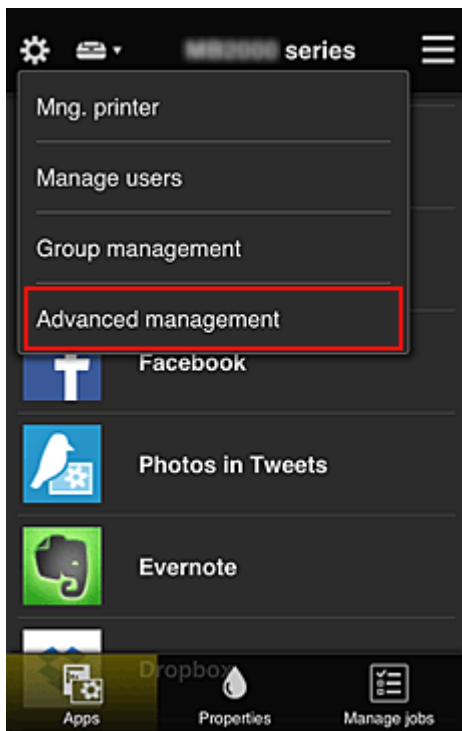 series
Mng. printer
Manage users
Group management
Advanced management
Facebook
Photos in Tweets
Evernote
Dropbox
Apps Properties Manage jobs